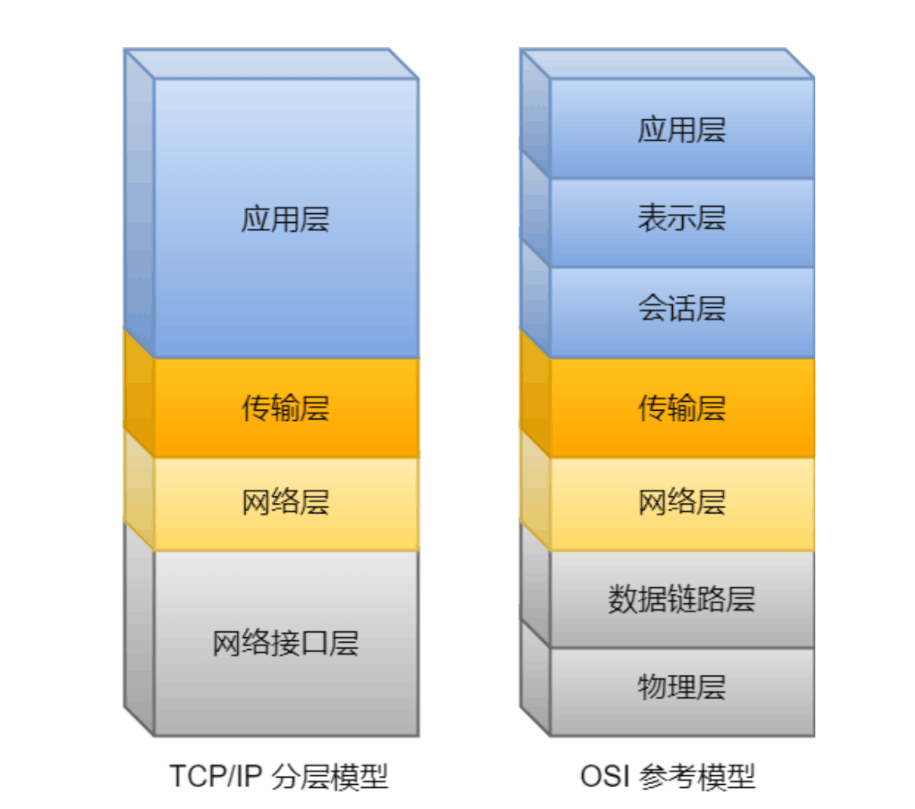 应用层
传输层
网络层
网络接口层
TCP/IP 分层模型
应用层
表示层
会话层
传输层
网络层
数据链路层
物理层
OSI 参考模型